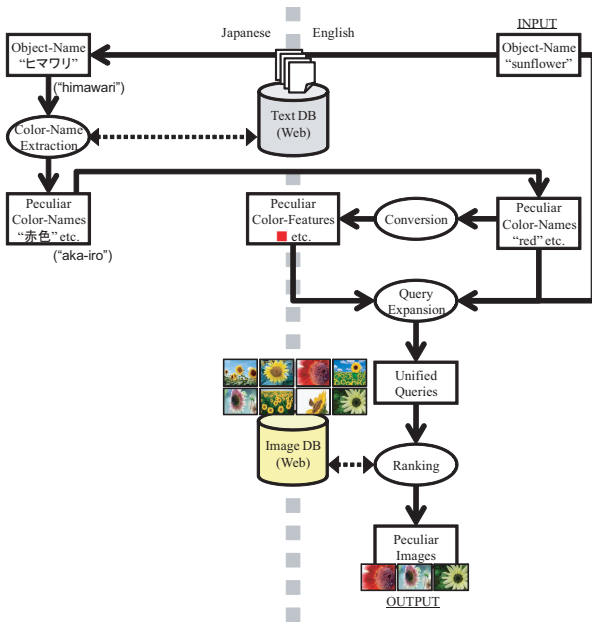 Japanese
English
INPUT
Object-Name
“ヒマワリ”
(“himawari”)
Object-Name
“sunflower”
Text DB
(Web)
Color-Name
Extraction
Peculiar
Color-Names
“赤色” etc.
(“aka-iro”)
Peculiar
Color-Features
etc.
Conversion
Peculiar
Color-Names
“red” etc.
Query
Expansion
Unified
Queries
Image DB
(Web)
Ranking
Peculiar
Images
OUTPUT